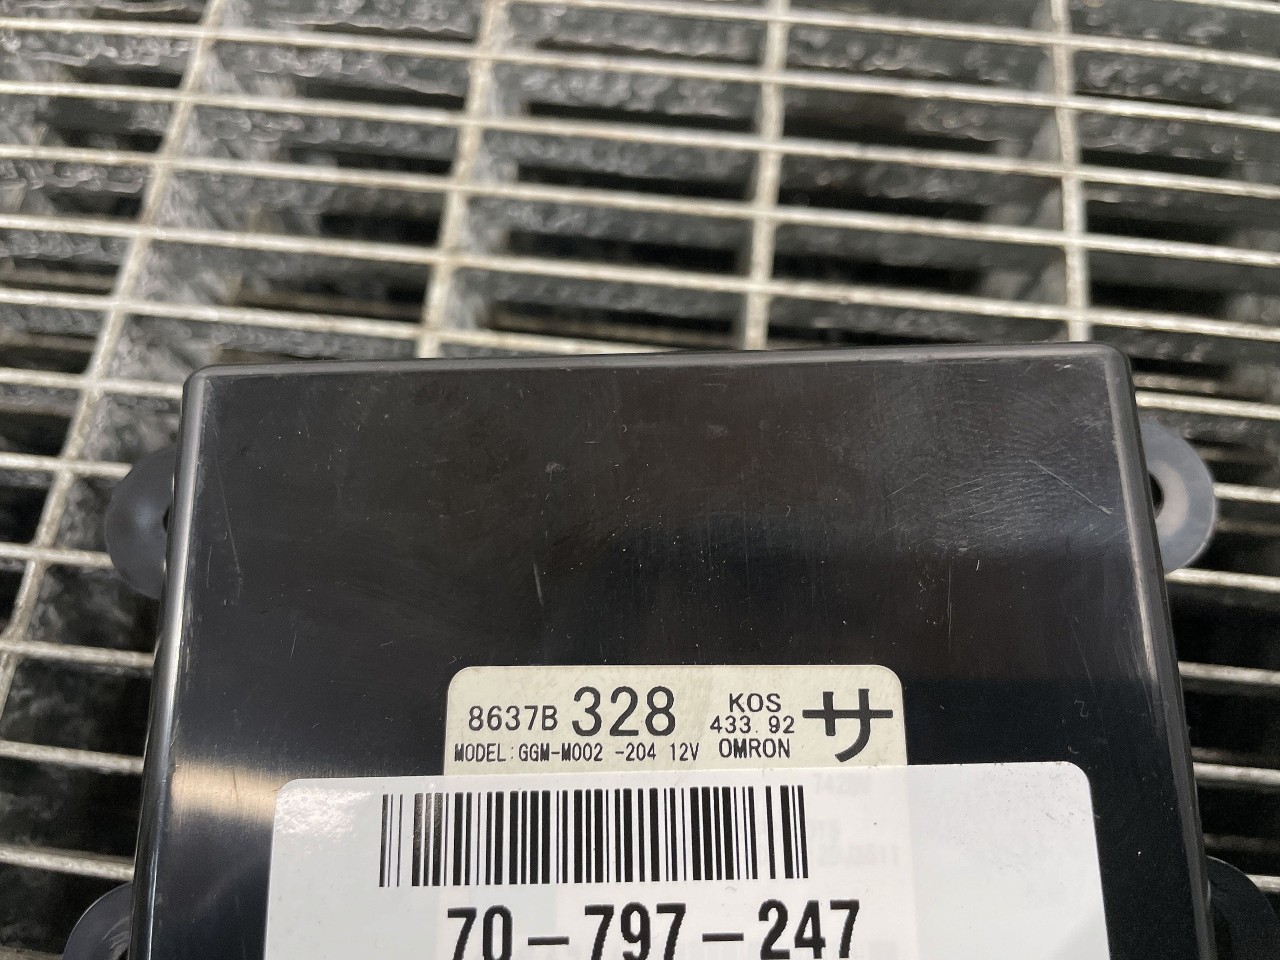 8637B 328 KOS 433.92 サ
MODEL:GGM-M002 -204 12V OMRON
70-797-247